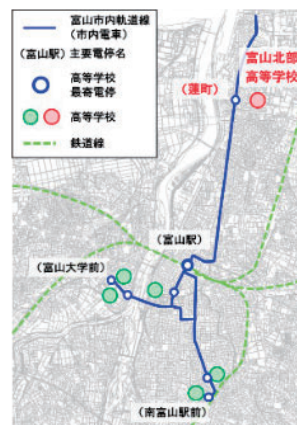 富山市内軌道線
(市内電車)
(富山駅) 主要電停名
高等学校
最寄電停
高等学校
鉄道線
富山北部
高等学校
(蓮町)
(富山駅)
(富山大学前)
(南富山駅前)